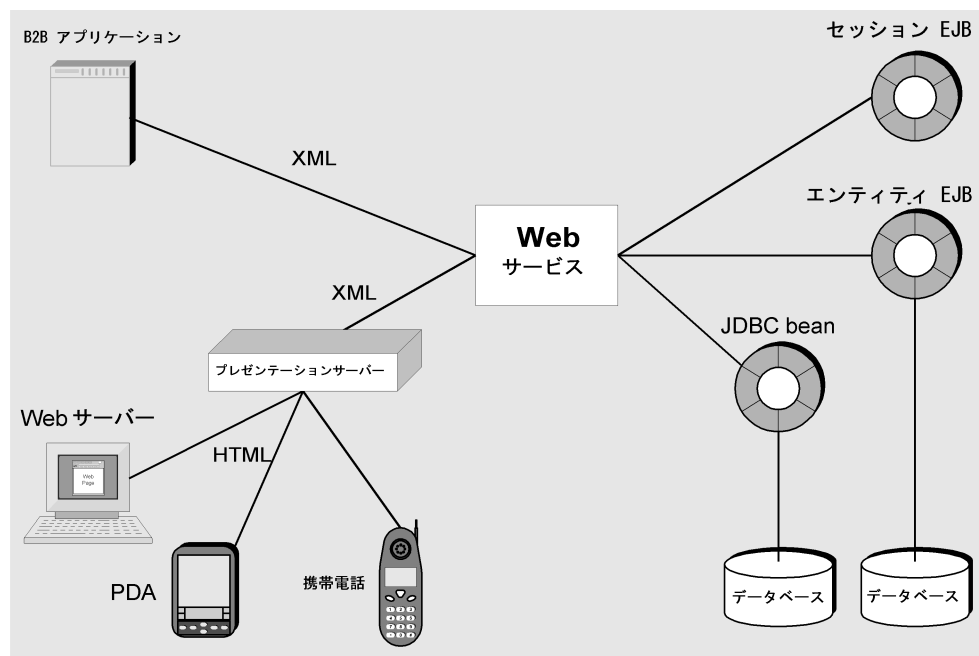 B2B アプリケーション
セッション EJB
XML
エンティティ EJB
Web
サービス
XML
JDBC bean
プレゼンテーションサーバー
Web サーバー
HTML
Web
Page
PDA
携帯電話
データベース
データベース